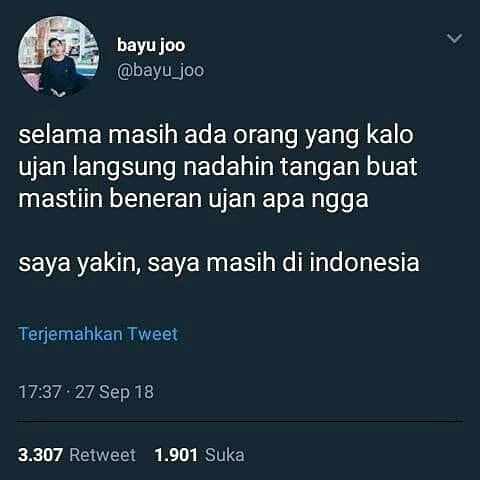 bayu joo
@bayu_joo
selama masih ada orang yang kalo
ujan langsung nadahin tangan buat
mastiin beneran ujan apa ngga
saya yakin, saya masih di indonesia
Terjemahkan Tweet
17:37 · 27 Sep 18
3.307 Retweet 1.901 Suka